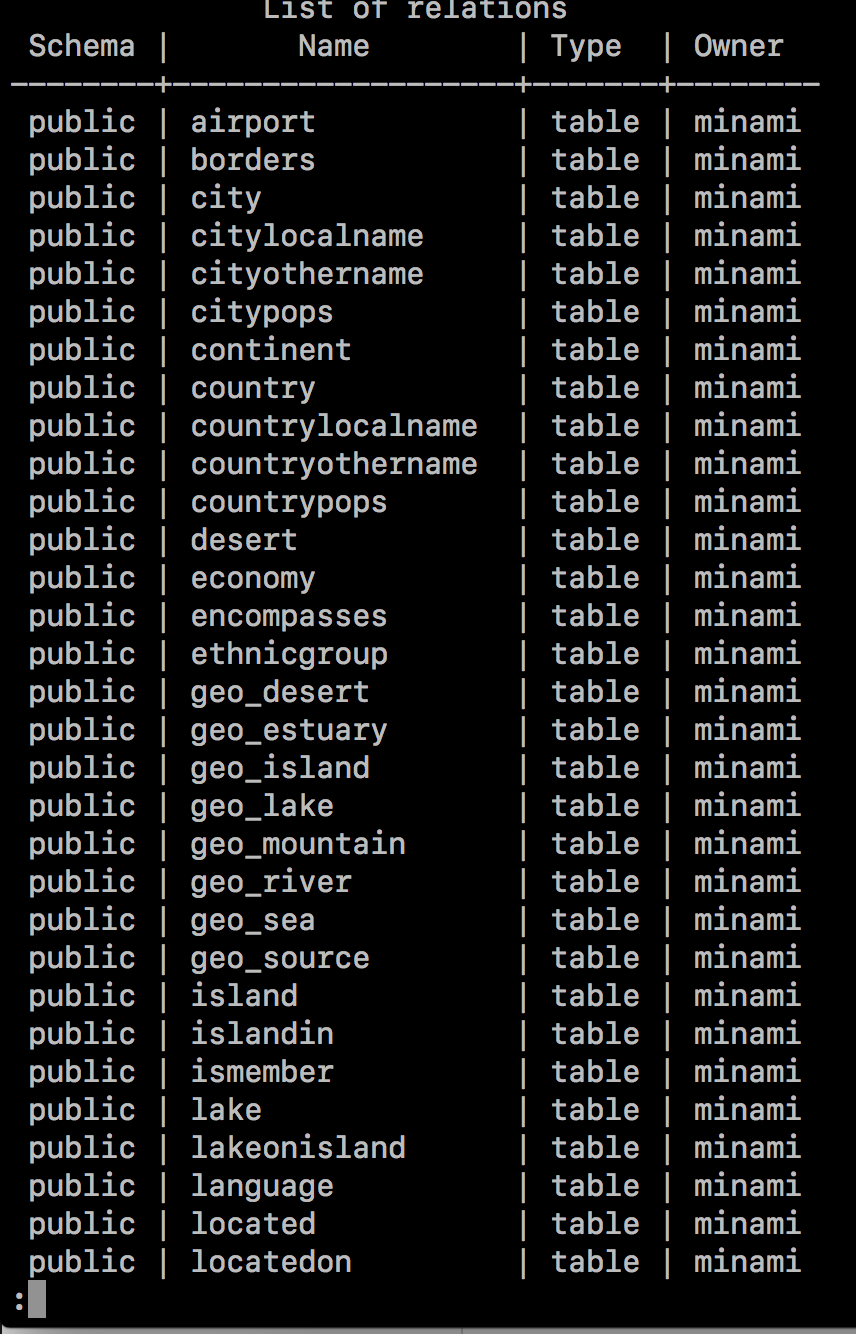 List of relations
 Schema |       Name        | Type  | Owner
--------+-------------------+-------+--------
 public | airport           | table | minami
 public | borders           | table | minami
 public | city              | table | minami
 public | citylocalname     | table | minami
 public | cityothername     | table | minami
 public | citypops          | table | minami
 public | continent         | table | minami
 public | country           | table | minami
 public | countrylocalname  | table | minami
 public | countryothername  | table | minami
 public | countrypops       | table | minami
 public | desert            | table | minami
 public | economy           | table | minami
 public | encompasses       | table | minami
 public | ethnicgroup       | table | minami
 public | geo_desert        | table | minami
 public | geo_estuary       | table | minami
 public | geo_island        | table | minami
 public | geo_lake          | table | minami
 public | geo_mountain      | table | minami
 public | geo_river         | table | minami
 public | geo_sea           | table | minami
 public | geo_source        | table | minami
 public | island            | table | minami
 public | islandin          | table | minami
 public | ismember          | table | minami
 public | lake              | table | minami
 public | lakeonisland      | table | minami
 public | language          | table | minami
 public | located           | table | minami
 public | locatedon         | table | minami
: